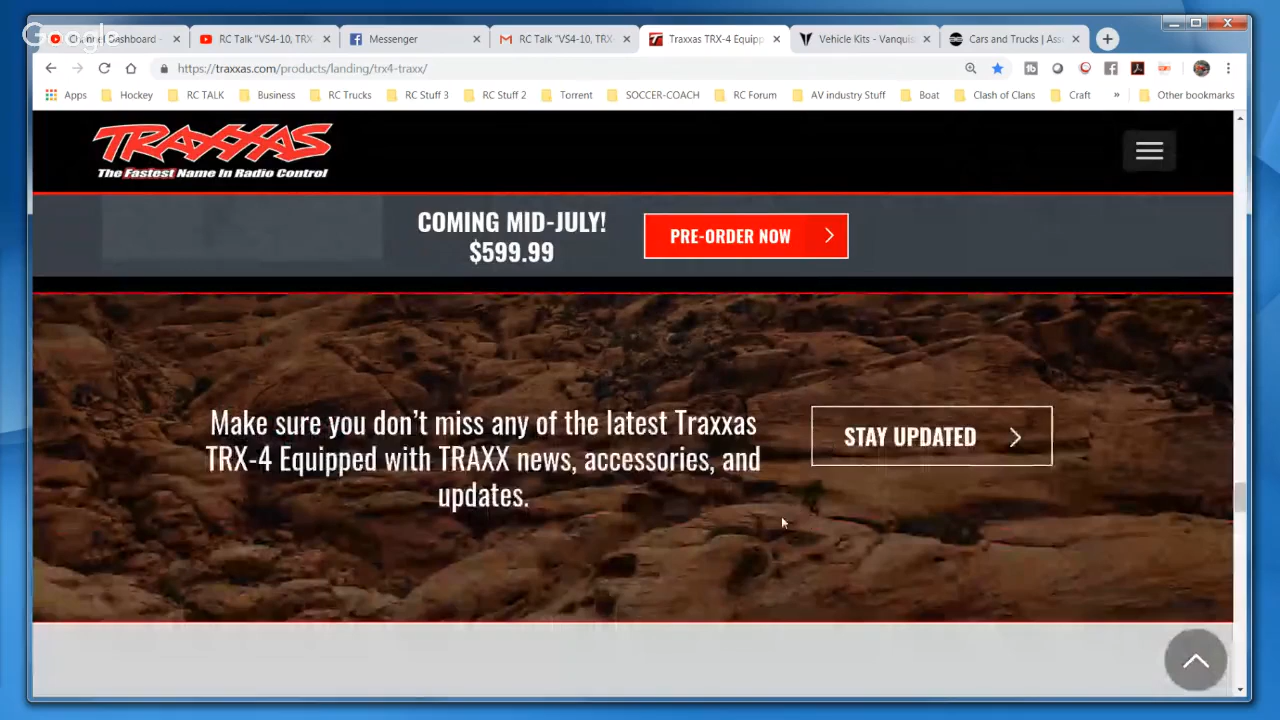 Channel Dashboard -
RC Talk "VS4-10, TRX-
Messenger
Talk "VS4-10, TRX-
Traxxas TRX-4 Equipp
Vehicle Kits - Vanquis
Cars and Trucks | Ass
https://traxxas.com/products/landing/trx4-traxx/
Apps
Hockey
RC TALK
Business
RC Trucks
RC Stuff 3
RC Stuff 2
Torrent
SOCCER-COACH
RC Forum
AV industry Stuff
Boat
Clash of Clans
Craft
»
Other bookmarks
TRAXXAS
The Fastest Name In Radio Control
COMING MID-JULY!
$599.99
PRE-ORDER NOW
Make sure you don't miss any of the latest Traxxas
TRX-4 Equipped with TRAXX news, accessories, and
updates.
STAY UPDATED